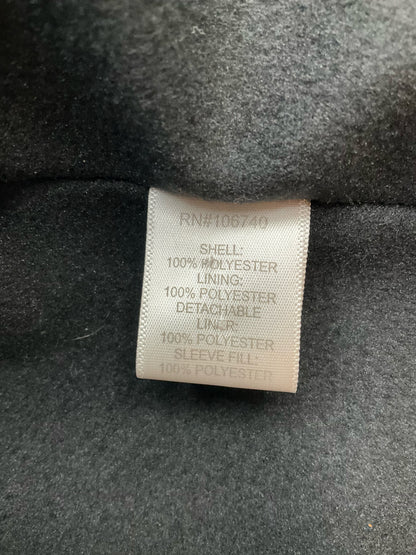 RN#106740
SHELL:
100% POLYESTER
LINING:
100% POLYESTER
DETACHABLE
LINER:
100% POLYESTER
SLEEVE FILL:
100% POLYESTER